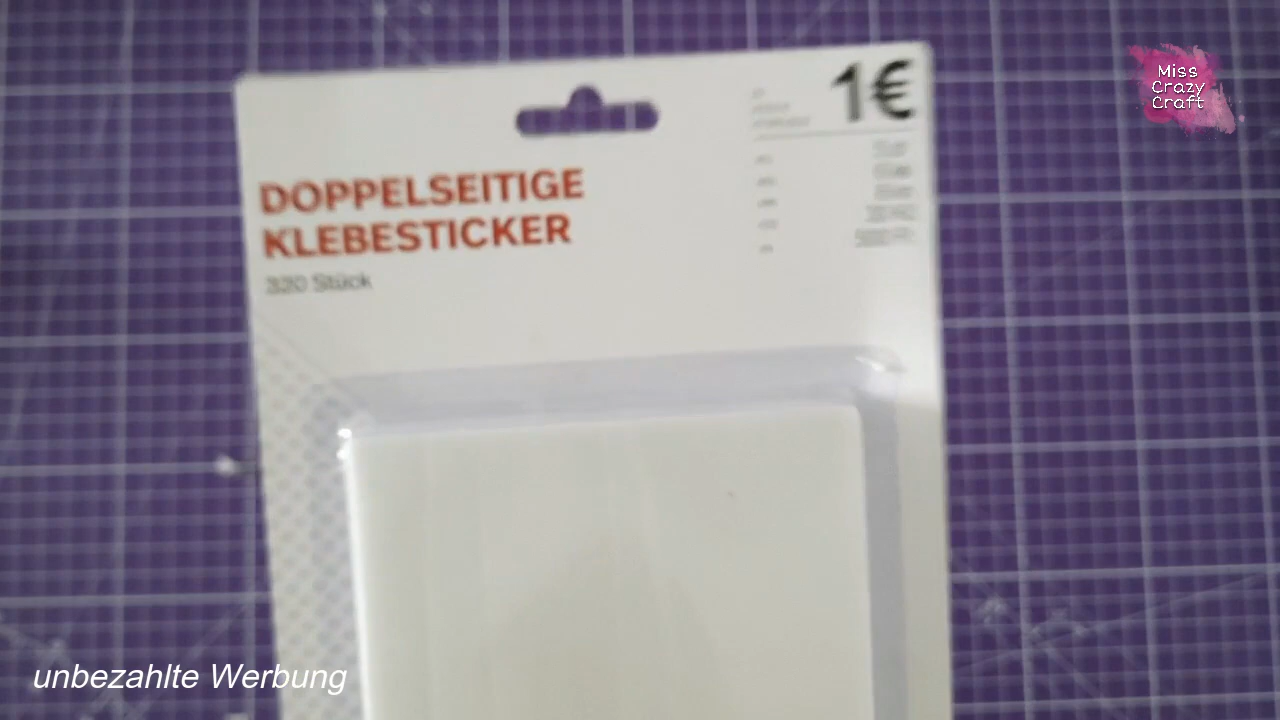 1€
DOPPELSEITIGE
KLEBESTICKER
320 Stück
Miss
Crazy
Craft
unbezahlte Werbung